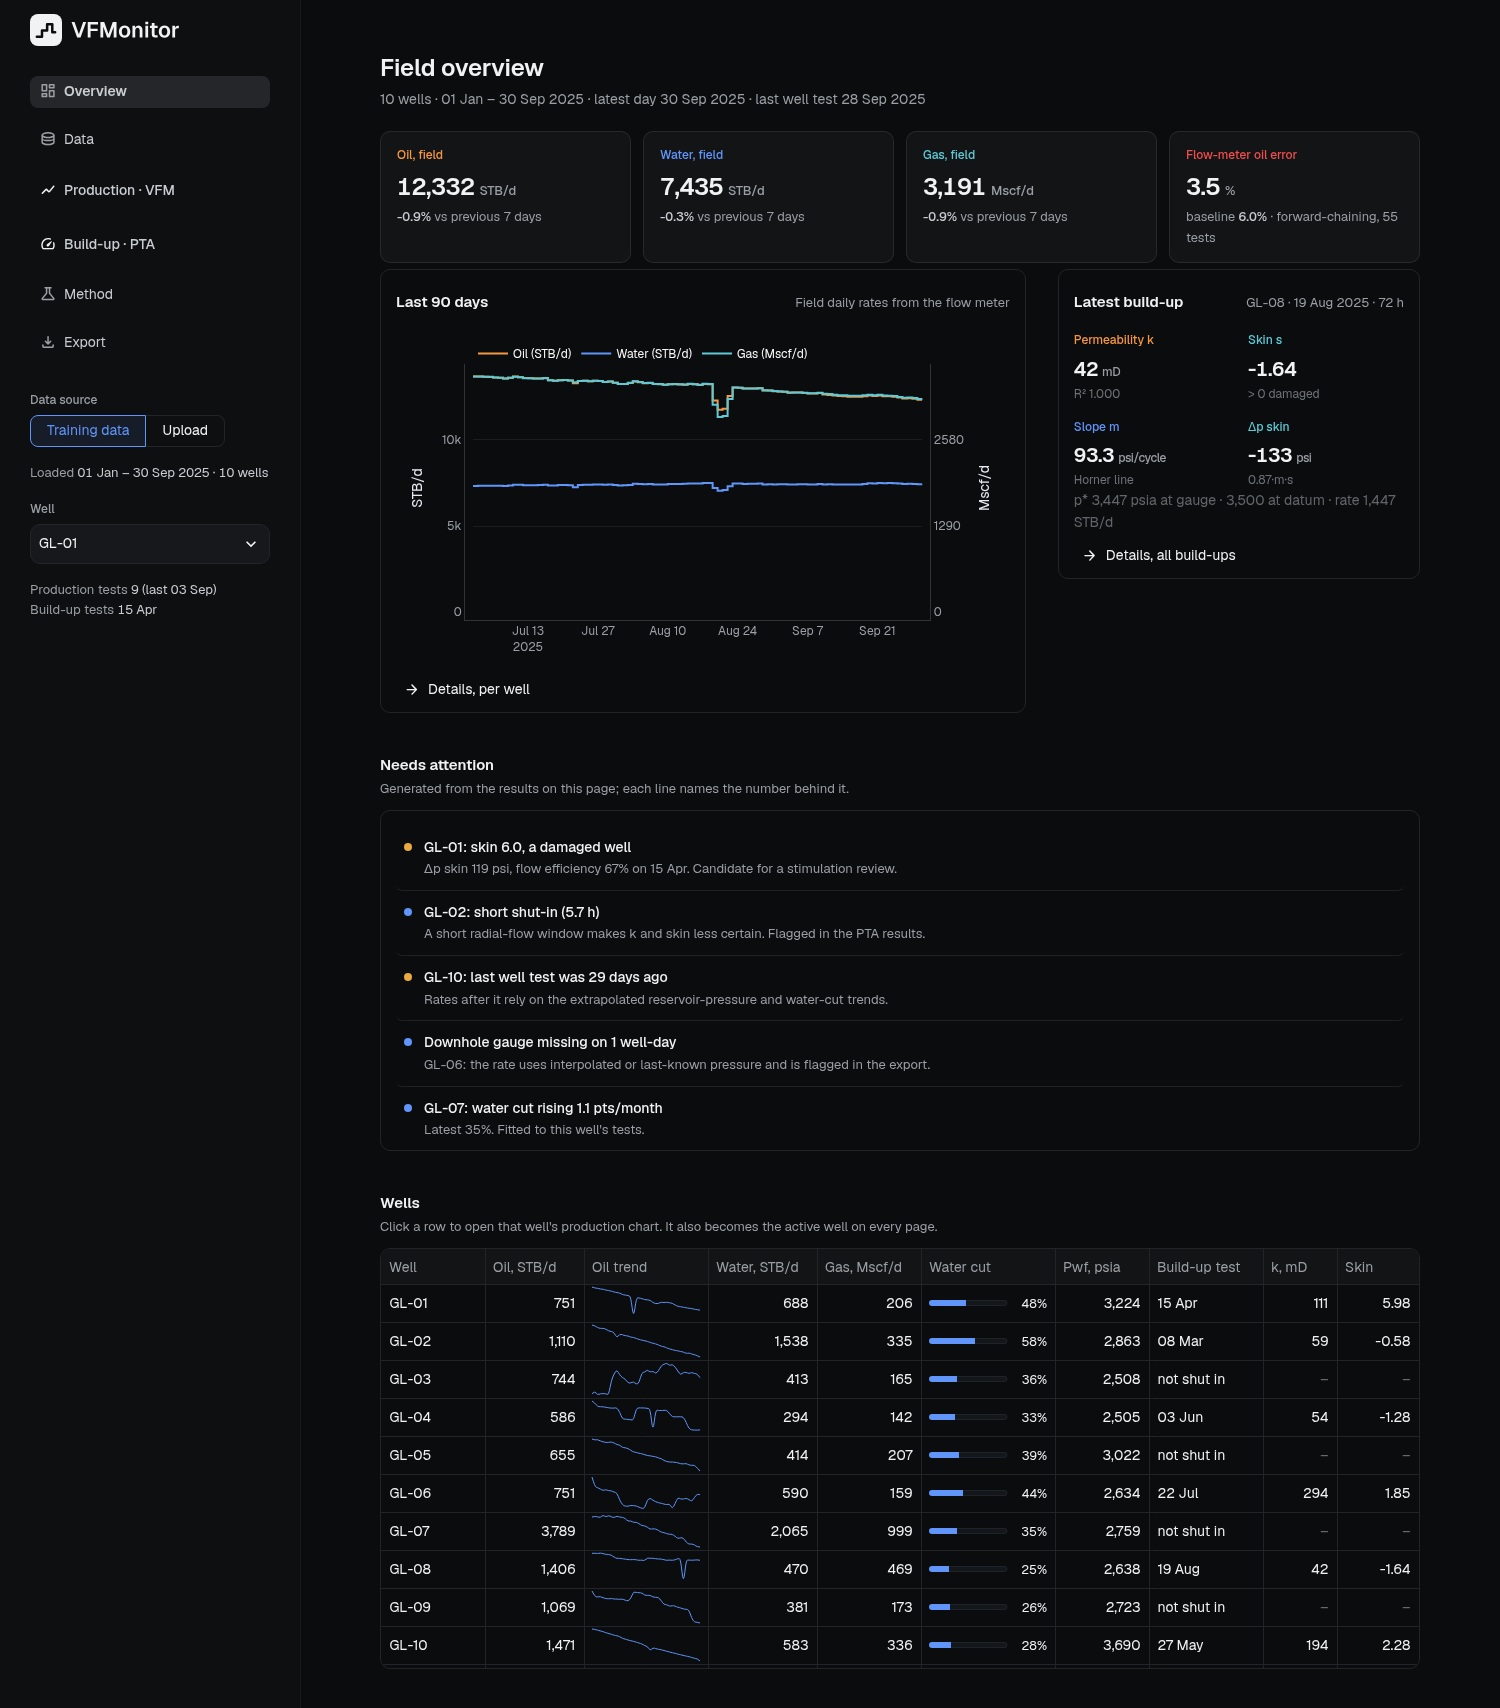 VFMonitor
Overview
Data
Production · VFM
Build-up · PTA
Method
Export
Data source
Training data
Upload
Loaded 01 Jan – 30 Sep 2025 · 10 wells
Well
GL-01
Production tests 9 (last 03 Sep)
Build-up tests 15 Apr
Field overview
10 wells · 01 Jan – 30 Sep 2025 · latest day 30 Sep 2025 · last well test 28 Sep 2025
Oil, field
12,332 STB/d
-0.9% vs previous 7 days
Water, field
7,435 STB/d
-0.3% vs previous 7 days
Gas, field
3,191 Mscf/d
-0.9% vs previous 7 days
Flow-meter oil error
3.5 %
baseline 6.0% · forward-chaining, 55
tests
Last 90 days
Field daily rates from the flow meter
Oil (STB/d) Water (STB/d) Gas (Mscf/d)
STB/d
10k
5k
0
2580
1290
0
Mscf/d
Jul 13 Jul 27 Aug 10 Aug 24 Sep 7 Sep 21
2025
Details, per well
Latest build-up
GL-08 · 19 Aug 2025 · 72 h
Permeability k
42 mD
R² 1.000
Skin s
-1.64
> 0 damaged
Slope m
93.3 psi/cycle
Horner line
Δp skin
-133 psi
0.87·m·s
p* 3,447 psia at gauge · 3,500 at datum · rate 1,447
STB/d
Details, all build-ups
Needs attention
Generated from the results on this page; each line names the number behind it.
GL-01: skin 6.0, a damaged well
Δp skin 119 psi, flow efficiency 67% on 15 Apr. Candidate for a stimulation review.
GL-02: short shut-in (5.7 h)
A short radial-flow window makes k and skin less certain. Flagged in the PTA results.
GL-10: last well test was 29 days ago
Rates after it rely on the extrapolated reservoir-pressure and water-cut trends.
Downhole gauge missing on 1 well-day
GL-06: the rate uses interpolated or last-known pressure and is flagged in the export.
GL-07: water cut rising 1.1 pts/month
Latest 35%. Fitted to this well's tests.
Wells
Click a row to open that well's production chart. It also becomes the active well on every page.
Well Oil, STB/d Oil trend Water, STB/d Gas, Mscf/d Water cut Pwf, psia Build-up test k, mD Skin
GL-01 751 688 206 48% 3,224 15 Apr 111 5.98
GL-02 1,110 1,538 335 58% 2,863 08 Mar 59 -0.58
GL-03 744 413 165 36% 2,508 not shut in – –
GL-04 586 294 142 33% 2,505 03 Jun 54 -1.28
GL-05 655 414 207 39% 3,022 not shut in – –
GL-06 751 590 159 44% 2,634 22 Jul 294 1.85
GL-07 3,789 2,065 999 35% 2,759 not shut in – –
GL-08 1,406 470 469 25% 2,638 19 Aug 42 -1.64
GL-09 1,069 381 173 26% 2,723 not shut in – –
GL-10 1,471 583 336 28% 3,690 27 May 194 2.28